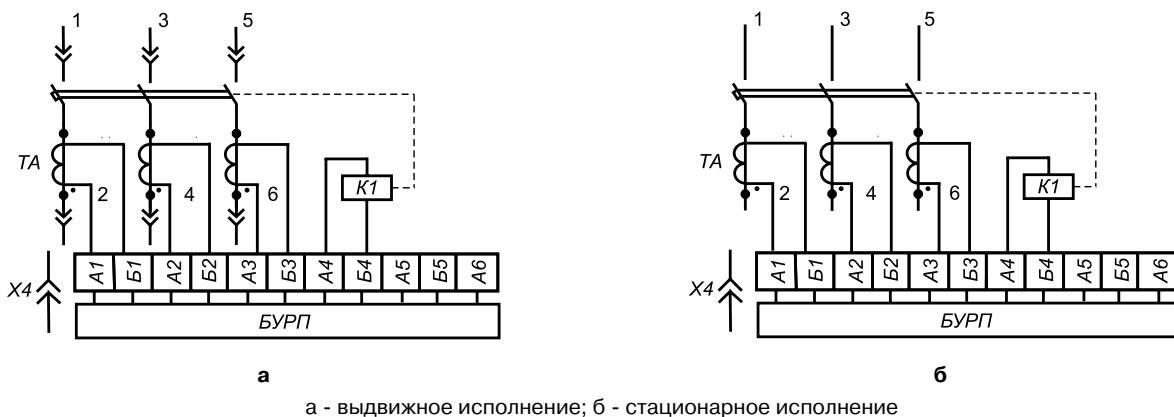 1 3 5
TA
2 4 6
K1
X4
A1 Б1 A2 Б2 A3 Б3 A4 Б4 A5 Б5 A6
БУРП
а
1 3 5
TA
2 4 6
K1
X4
A1 Б1 A2 Б2 A3 Б3 A4 Б4 A5 Б5 A6
БУРП
б
а - выдвижное исполнение; б - стационарное исполнение